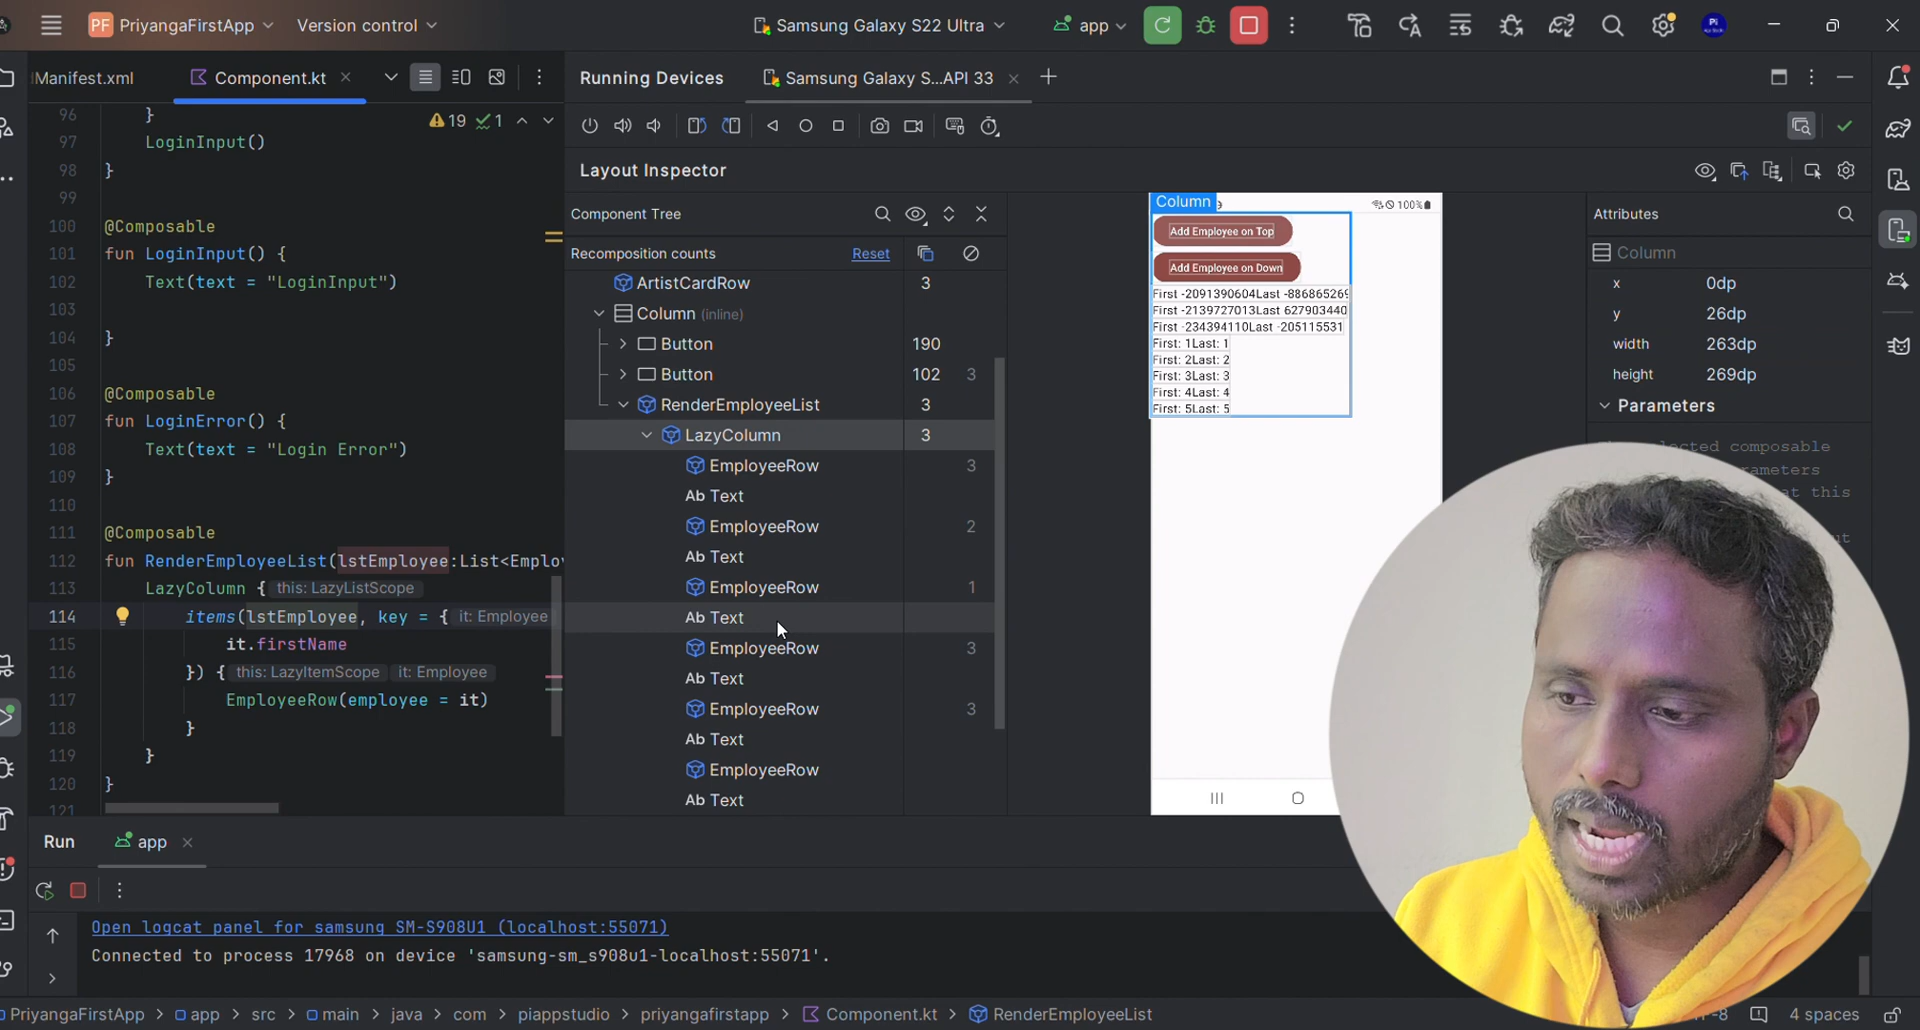 PF PriyangaFirstApp
Version control
Samsung Galaxy S22 Ultra
app
Pi
Manifest.xml
Component.kt
Running Devices
Samsung Galaxy S...API 33
96 }
19
1
97 LoginInput()
98 }
99
100 @Composable
101 fun LoginInput() {
102 Text(text = "LoginInput")
103
104 }
105
106 @Composable
107 fun LoginError() {
108 Text(text = "Login Error")
109 }
110
111 @Composable
112 fun RenderEmployeeList(lstEmployee:List<Employ
113 LazyColumn { this: LazyListScope
114 items(lstEmployee, key = { it: Employee
115 it.firstName
116 }) { this: LazyItemScope it: Employee
117 EmployeeRow(employee = it)
118 }
119 }
120 }
121
Layout Inspector
Component Tree
Recomposition counts
Reset
ArtistCardRow 3
Column (inline)
Button 190
Button 102 3
RenderEmployeeList 3
LazyColumn 3
EmployeeRow 3
Ab Text
EmployeeRow 2
Ab Text
EmployeeRow 1
Ab Text
EmployeeRow 3
Ab Text
EmployeeRow 3
Ab Text
EmployeeRow
Ab Text
Column
100%
Add Employee on Top
Add Employee on Down
First -2091390604Last -886865269
First -2139727013Last 627903440
First -234394110Last -205115531
First: 1Last: 1
First: 2Last: 2
First: 3Last: 3
First: 4Last: 4
First: 5Last: 5
Attributes
Column
x 0dp
y 26dp
width 263dp
height 269dp
Parameters
composable
at this
Run
app
Open logcat panel for samsung SM-S908U1 (localhost:55071)
Connected to process 17968 on device 'samsung-sm_s908u1-localhost:55071'.
PriyangaFirstApp > app > src > main > java > com > piappstudio > priyangafirstapp > Component.kt > RenderEmployeeList
4 spaces